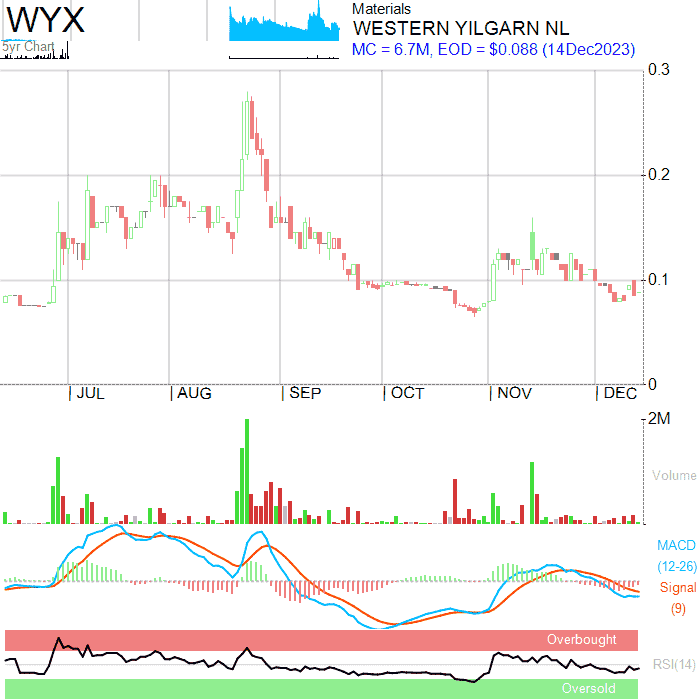 WYX
5yr Chart
Materials
WESTERN YILGARN NL
MC = 6.7M, EOD = $0.088 (14Dec2023)
0.3
0.2
0.1
0
JUL AUG SEP OCT NOV DEC
2M
Volume
MACD
(12-26)
Signal
(9)
Overbought
RSI(14)
Oversold